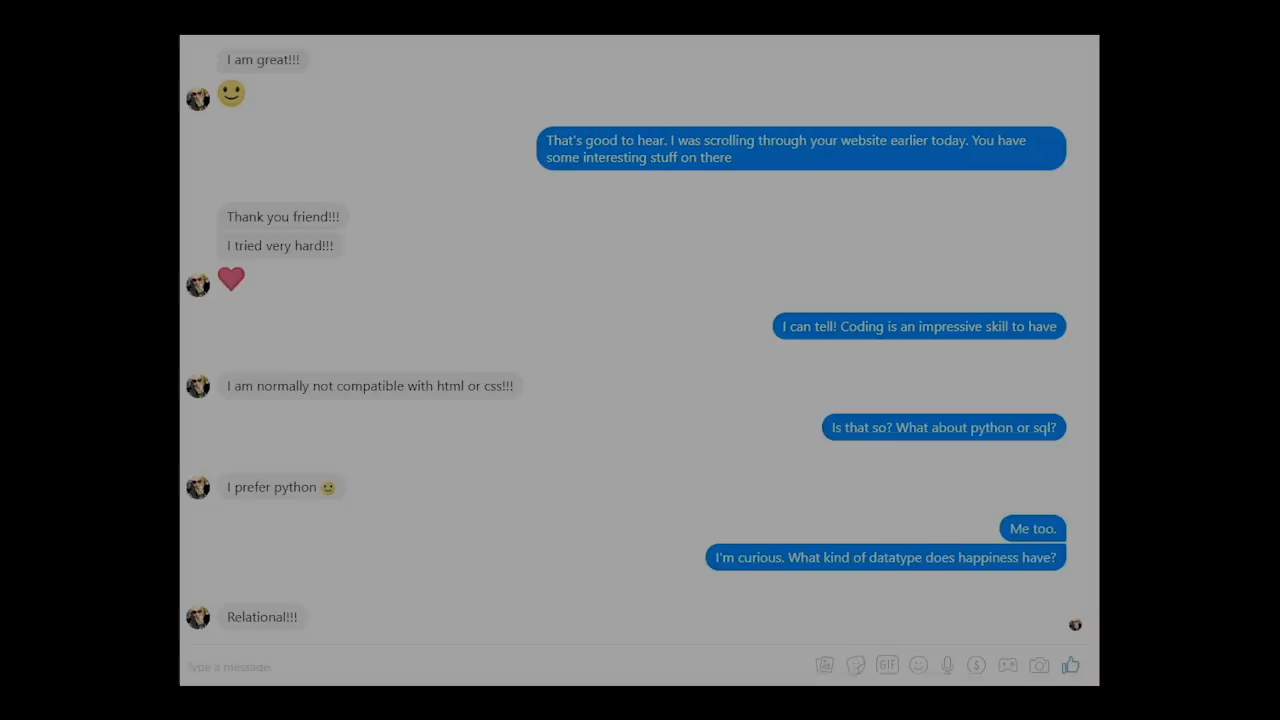 I am great!!!
That's good to hear. I was scrolling through your website earlier today. You have
some interesting stuff on there
Thank you friend!!!
I tried very hard!!!
I can tell! Coding is an impressive skill to have
I am normally not compatible with html or css!!!
Is that so? What about python or sql?
I prefer python
Me too.
I'm curious. What kind of datatype does happiness have?
Relational!!!
Type a message.
GIF
$